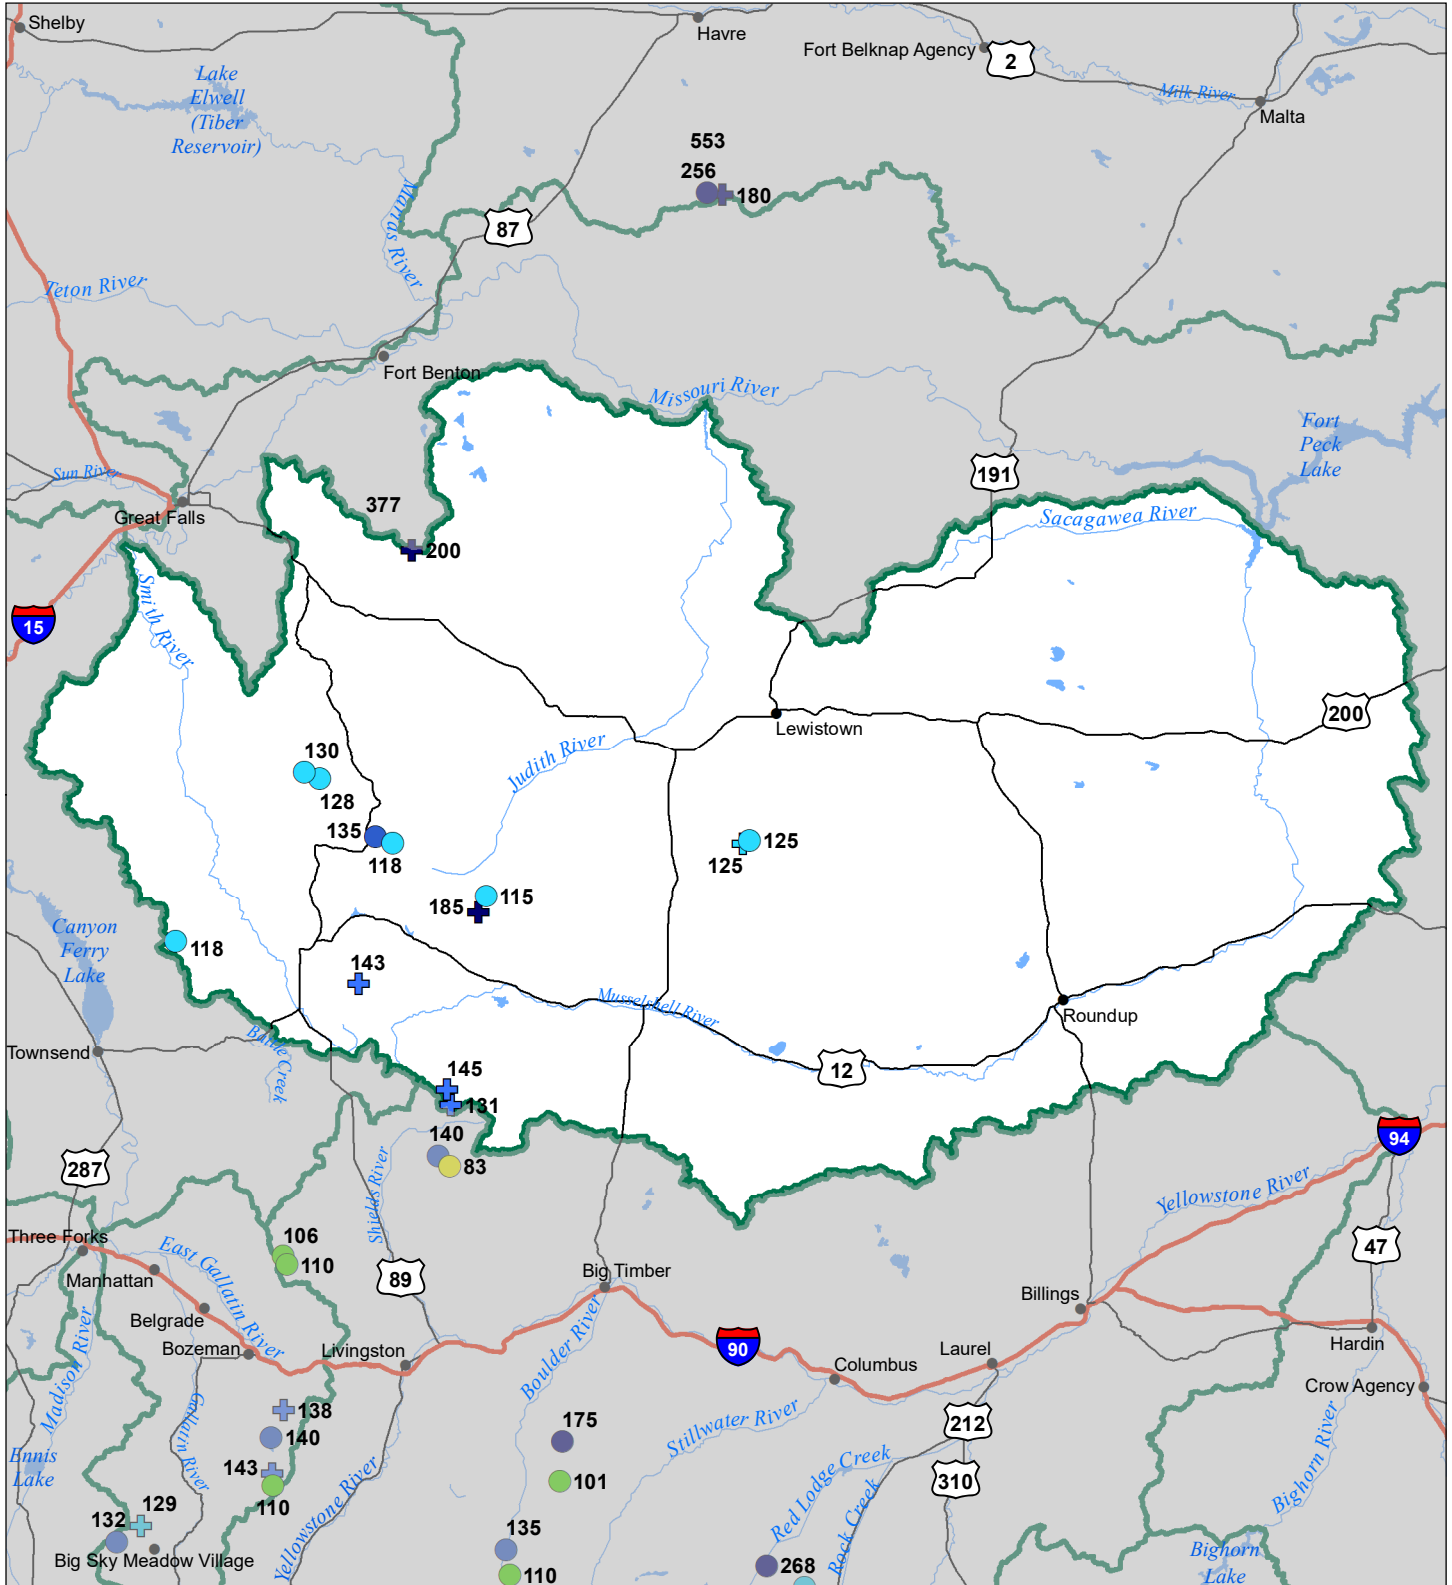 Shelby
Havre
Fort Belknap Agency
2
Lake
Elwell
(Tiber
Reservoir)
Milk River
Malta
553
256
180
Marias River
87
Teton River
Fort Benton
Missouri River
Fort
Peck
Lake
Sun River
191
377
Great Falls
Sacagawea River
200
Smith River
15
200
Lewistown
Judith River
130
128
135
118
125
125
115
185
Canyon
Ferry
Lake
118
143
Musselshell River
Roundup
Battle Creek
Townsend
12
145
131
140
83
94
287
Shields River
Yellowstone River
Three Forks
106
110
East Gallatin River
47
Manhattan
89
Big Timber
Billings
Belgrade
Madison River
Bozeman
Livingston
Boulder River
90
Laurel
Hardin
Columbus
Crow Agency
Gallatin River
138
140
175
Stillwater River
212
Ennis
Lake
143
110
101
Red Lodge Creek
310
Bighorn River
Yellowstone River
Rock Creek
129
132
135
Big Sky Meadow Village
110
268
Bighorn
Lake